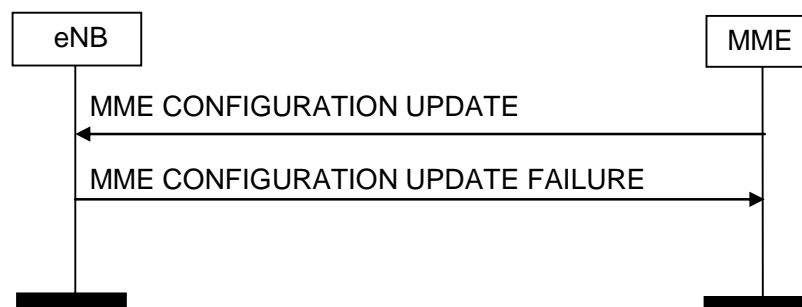 eNB
MME
MME CONFIGURATION UPDATE
MME CONFIGURATION UPDATE FAILURE